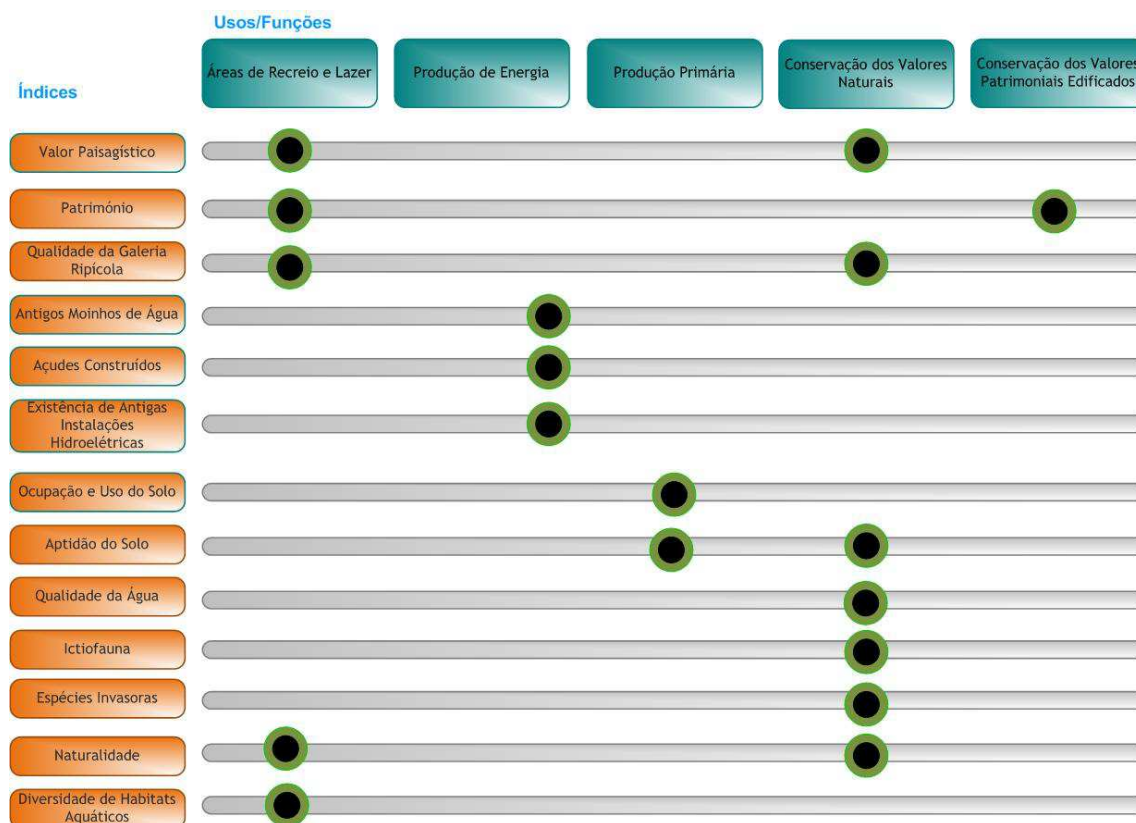 Usos/Funções
Áreas de Recreio e Lazer
Produção de Energia
Produção Primária
Conservação dos Valores
Naturais
Conservação dos Valores
Patrimoniais Edificados
Índices
Valor Paisagístico
Património
Qualidade da Galeria
Ripícola
Antigos Moinhos de Água
Açudes Construídos
Existência de Antigas
Instalações
Hidroelétricas
Ocupação e Uso do Solo
Aptidão do Solo
Qualidade da Água
Ictiofauna
Espécies Invasoras
Naturalidade
Diversidade de Habitats
Aquáticos